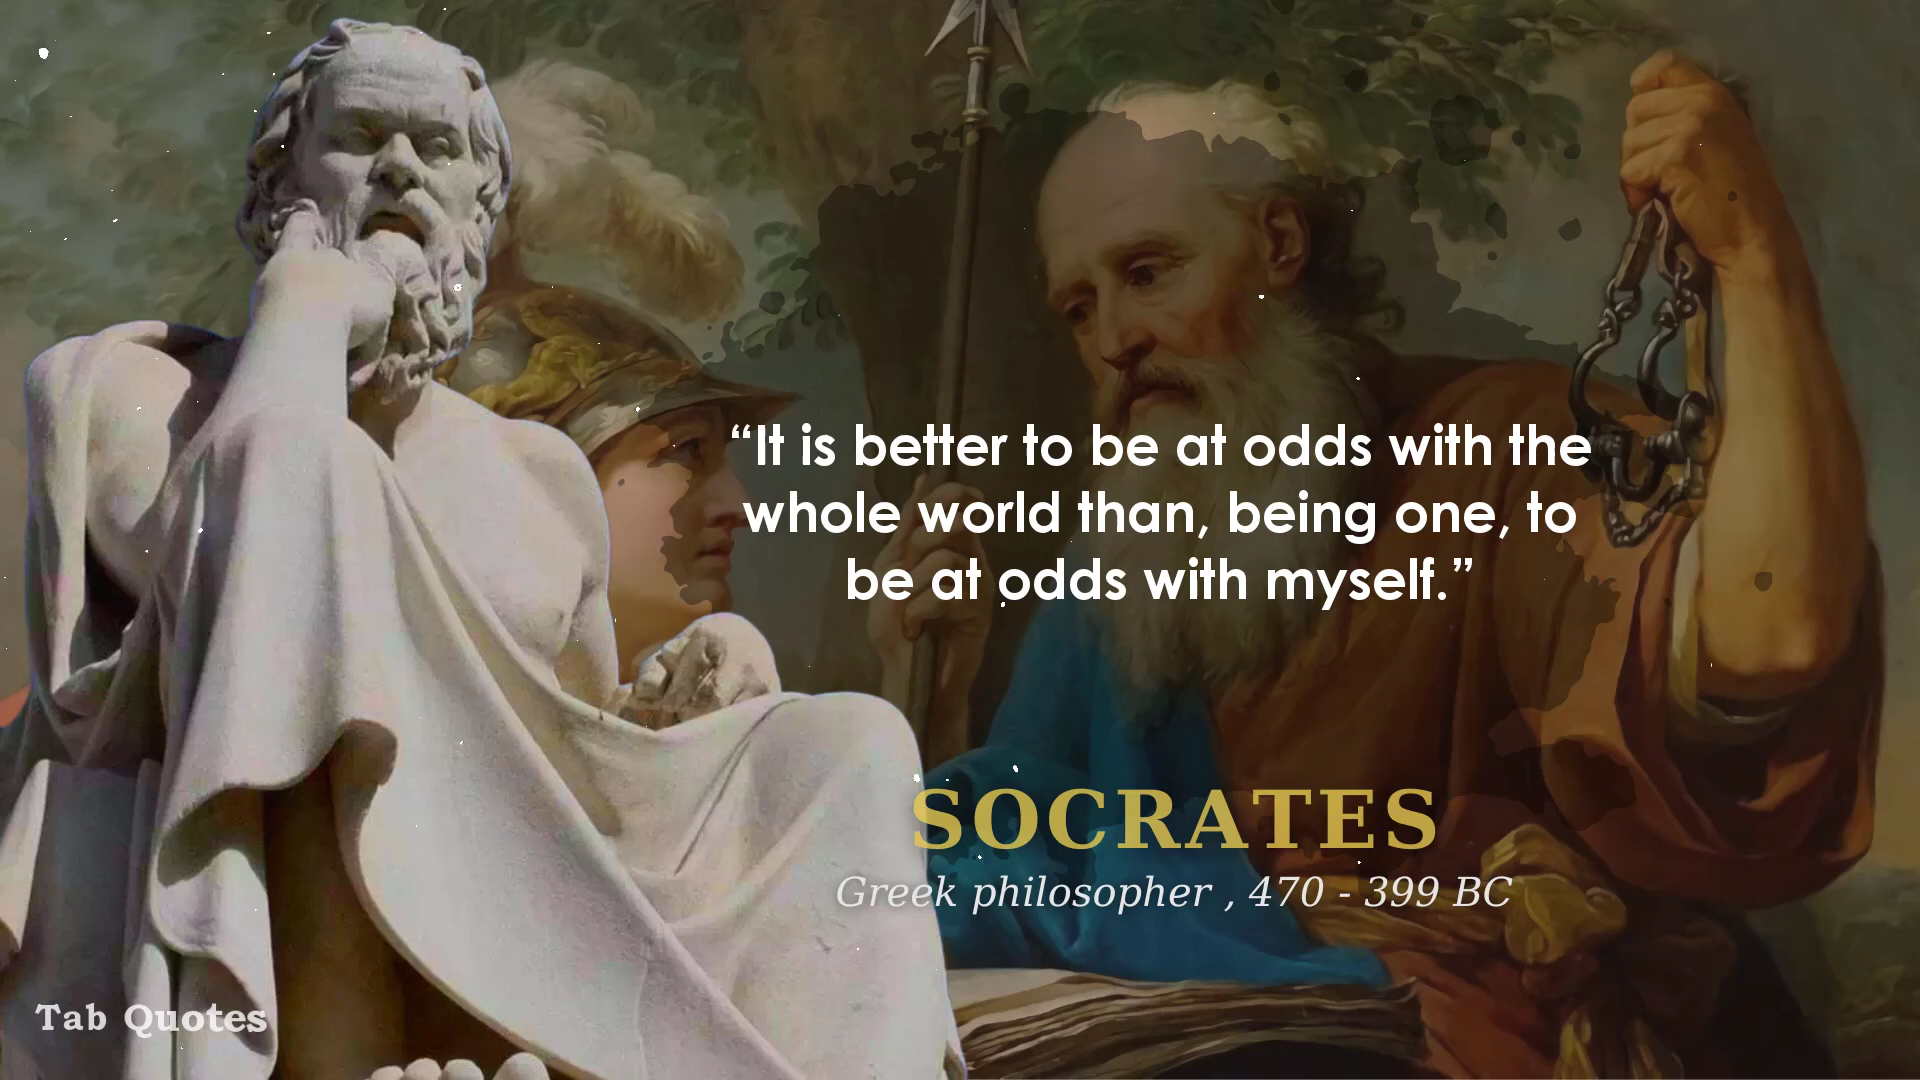 “It is better to be at odds with the
whole world than, being one, to
be at odds with myself.”
SOCRATES
Greek philosopher , 470 - 399 BC
Tab Quotes